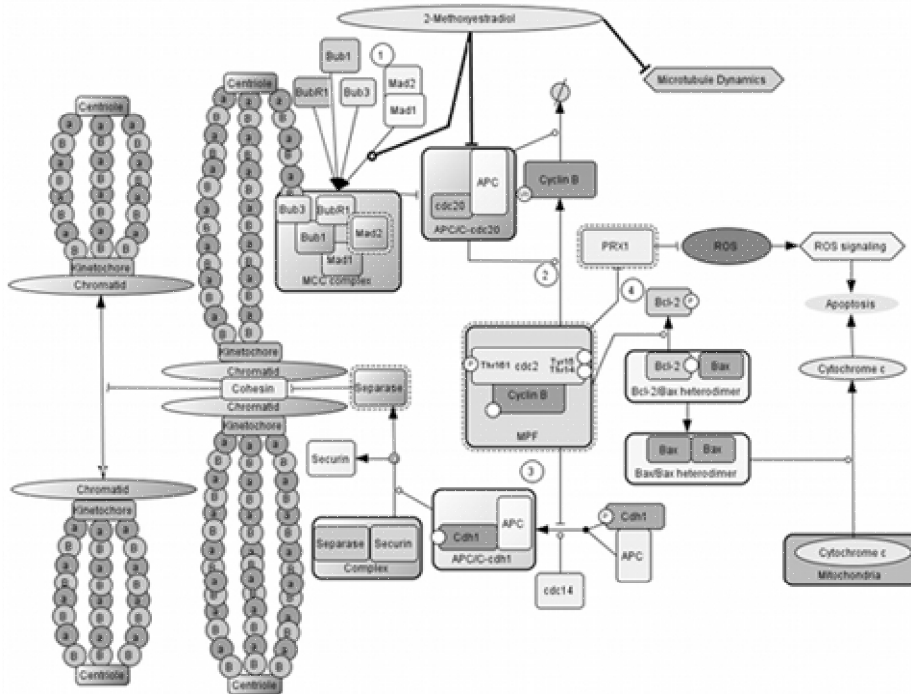 2-Methoxyestradiol
Microtubule Dynamics
Bub1
1
BubR1
Bub3
Mad2
Mad1
Centriole
Centriole
a a a
B B B
Kinetochore
Chromatid
Bub3
BubR1
Bub1
Mad2
Mad1
MCC complex
APC
cdc20
APC/C-cdc20
Cyclin B
PRX1
ROS
ROS signaling
2
4
Bcl-2
P
Apoptosis
Kinetochore
Chromatid
Cohesin
Separase
Chromatid
Kinetochore
P
Thr161
cdc2
Tyr15
Thr14
Cyclin B
MPF
Bcl-2
Bax
Bcl-2/Bax heterodimer
Cytochrome c
Bax
Bax
Bax/Bax heterodimer
Securin
3
Chromatid
Kinetochore
Separase
Securin
Complex
APC
Cdh1
APC/C-cdh1
P
Cdh1
APC
cdc14
Cytochrome c
Mitochondria
Centriole
Centriole